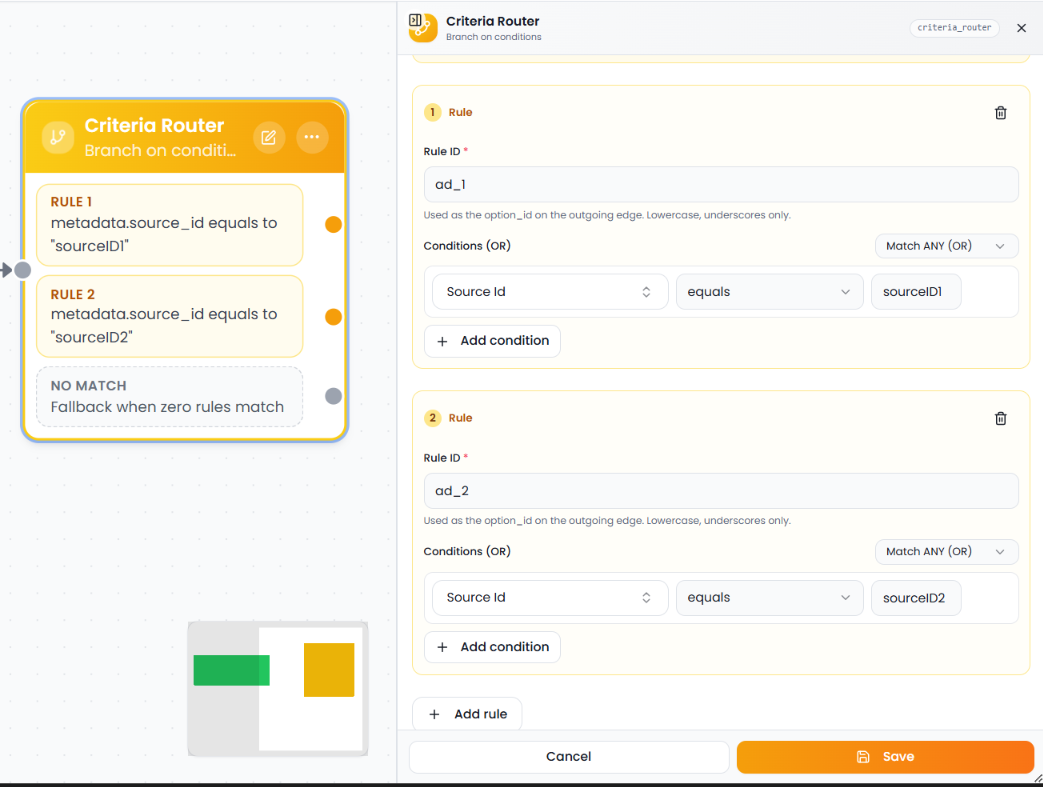 Criteria Router
Branch on conditi...
RULE 1
metadata.source_id equals to
"sourceID1"
RULE 2
metadata.source_id equals to
"sourceID2"
NO MATCH
Fallback when zero rules match
Criteria Router
Branch on conditions
criteria_router
1 Rule
Rule ID *
ad_1
Used as the option_id on the outgoing edge. Lowercase, underscores only.
Conditions (OR) Match ANY (OR)
Source Id equals sourceID1
+ Add condition
2 Rule
Rule ID *
ad_2
Used as the option_id on the outgoing edge. Lowercase, underscores only.
Conditions (OR) Match ANY (OR)
Source Id equals sourceID2
+ Add condition
+ Add rule
Cancel Save